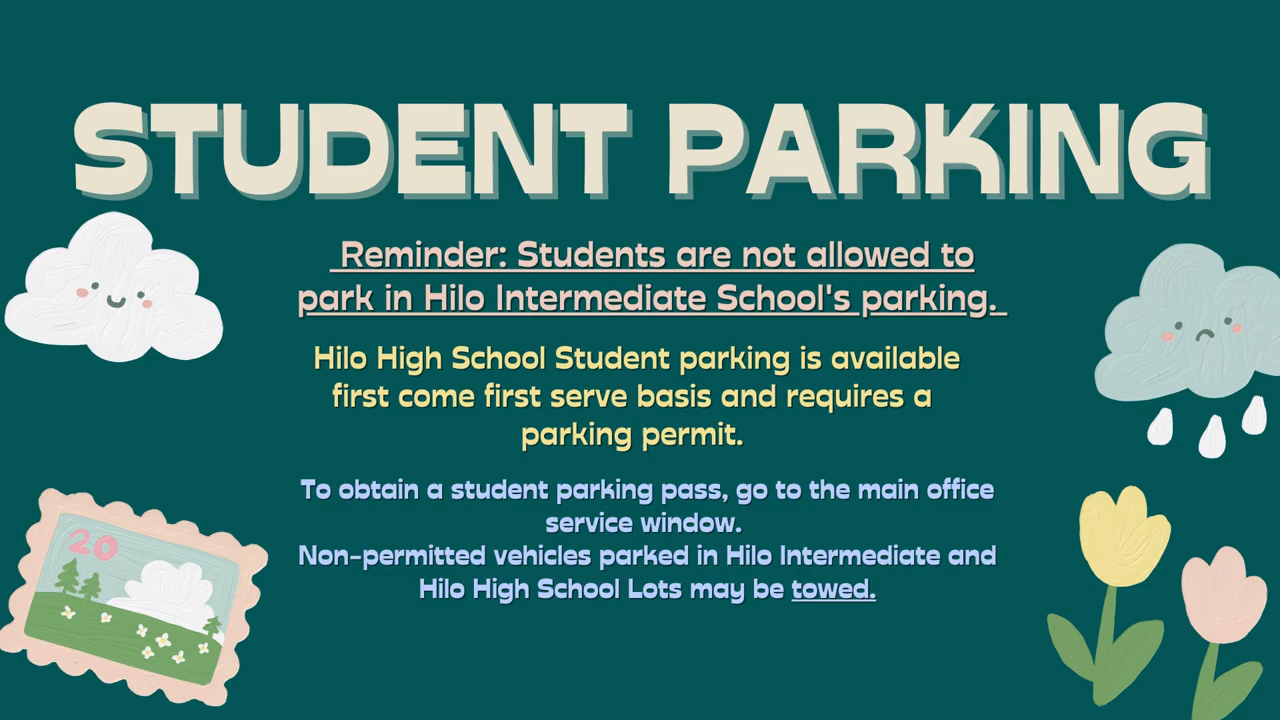 STUDENT PARKING
Reminder: Students are not allowed to
park in Hilo Intermediate School's parking.
Hilo High School Student parking is available
first come first serve basis and requires a
parking permit.
To obtain a student parking pass, go to the main office
service window.
Non-permitted vehicles parked in Hilo Intermediate and
Hilo High School Lots may be towed.
20